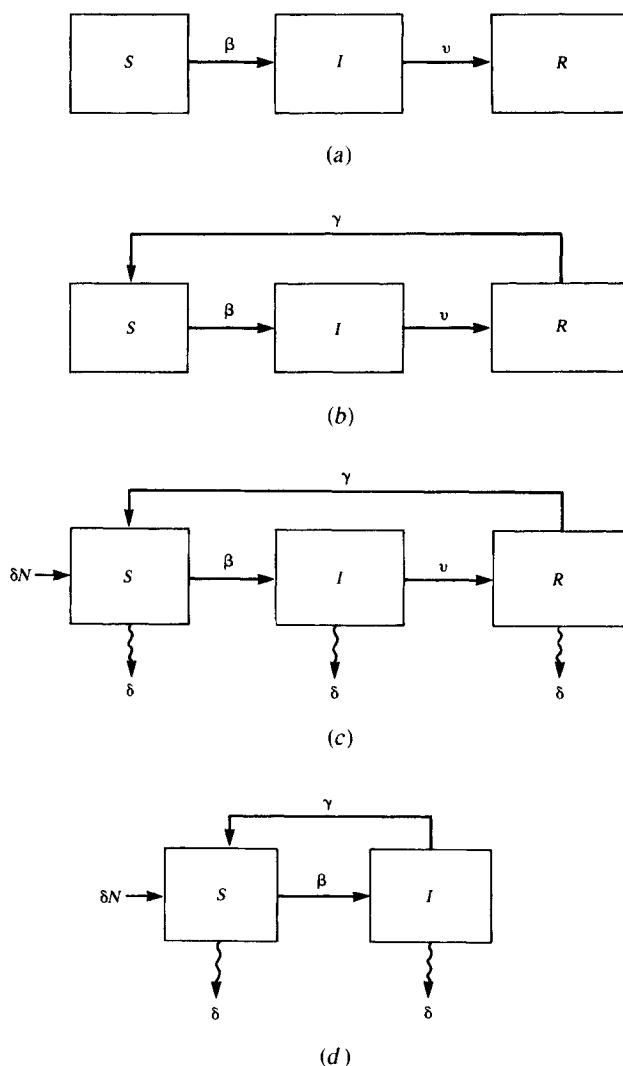 S β I υ R
(a)
γ
S β I υ R
(b)
γ
δN S β I υ R
δ δ δ
(c)
γ
δN S β I
δ δ
(d)